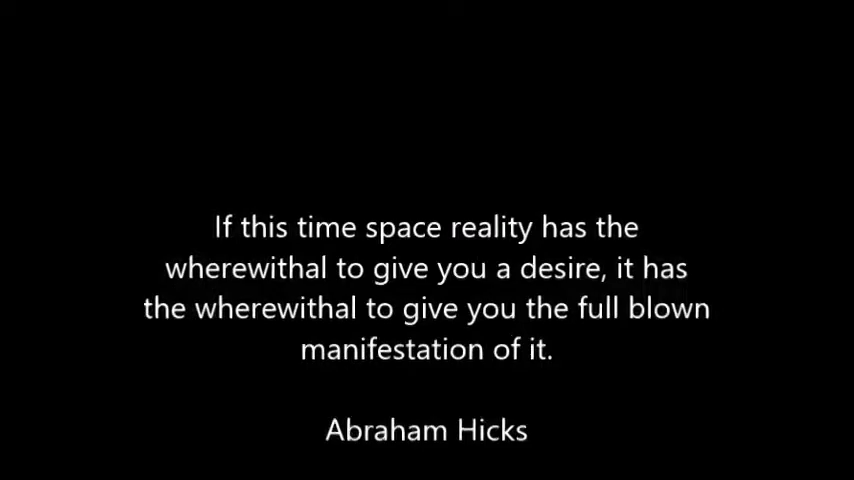 If this time space reality has the
wherewithal to give you a desire, it has
the wherewithal to give you the full blown
manifestation of it.
Abraham Hicks